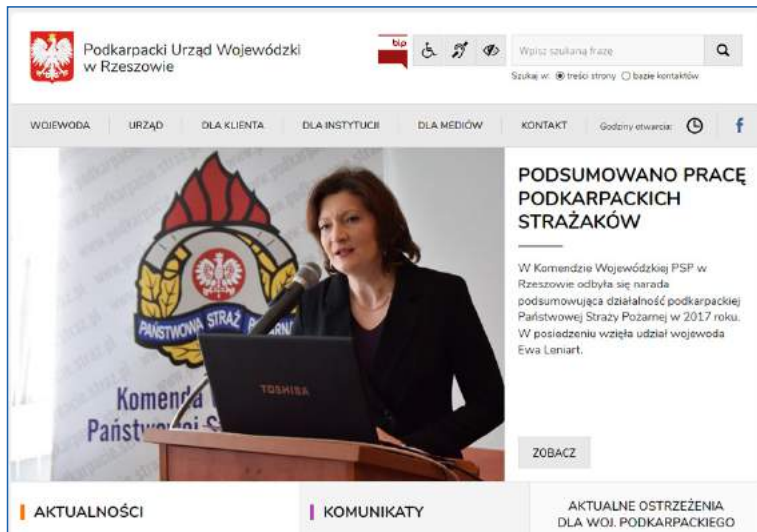 Podkarpacki Urząd Wojewódzki
w Rzeszowie
bip
Wpisz szukaną frazę
Szukaj w: treści strony bazie kontaktów
WOJEWODA URZĄD DLA KLIENTA DLA INSTYTUCJI DLA MEDIÓW KONTAKT Godziny otwarcia: f
PODSUMOWANO PRACĘ
PODKARPACKICH
STRAŻAKÓW
W Komendzie Wojewódzkiej PSP w
Rzeszowie odbyła się narada
podsumowująca działalność podkarpackiej
Państwowej Straży Pożarnej w 2017 roku.
W posiedzeniu wzięła udział wojewoda
Ewa Leniart.
ZOBACZ
PAŃSTWOWA STRAŻ POŻARNA
TOSHIBA
Komenda
AKTUALNOŚCI
KOMUNIKATY
AKTUALNE OSTRZEŻENIA
DLA WOJ. PODKARPACKIEGO